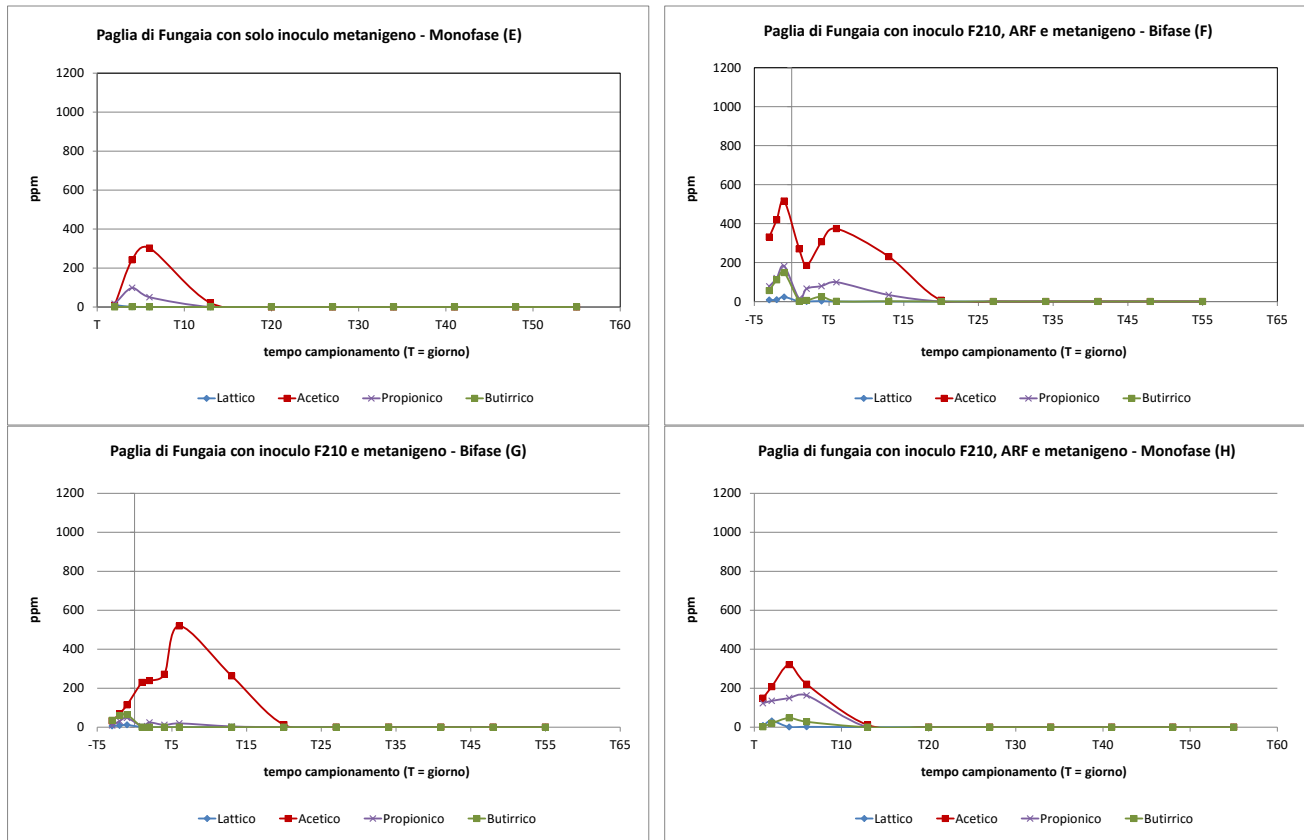 Paglia di Fungaia con solo inoculo metanigeno - Monofase (E)
1200
1000
800
600
400
200
0
ppm
T T10 T20 T30 T40 T50 T60
tempo campionamento (T = giorno)
Lattico Acetico Propionico Butirrico
Paglia di Fungaia con inoculo F210, ARF e metanigeno - Bifase (F)
1200
1000
800
600
400
200
0
ppm
-T5 T5 T15 T25 T35 T45 T55 T65
tempo campionamento (T = giorno)
Lattico Acetico Propionico Butirrico
Paglia di Fungaia con inoculo F210 e metanigeno - Bifase (G)
1200
1000
800
600
400
200
0
ppm
-T5 T5 T15 T25 T35 T45 T55 T65
tempo campionamento (T = giorno)
Lattico Acetico Propionico Butirrico
Paglia di fungaia con inoculo F210, ARF e metanigeno - Monofase (H)
1200
1000
800
600
400
200
0
ppm
T T10 T20 T30 T40 T50 T60
tempo campionamento (T = giorno)
Lattico Acetico Propionico Butirrico